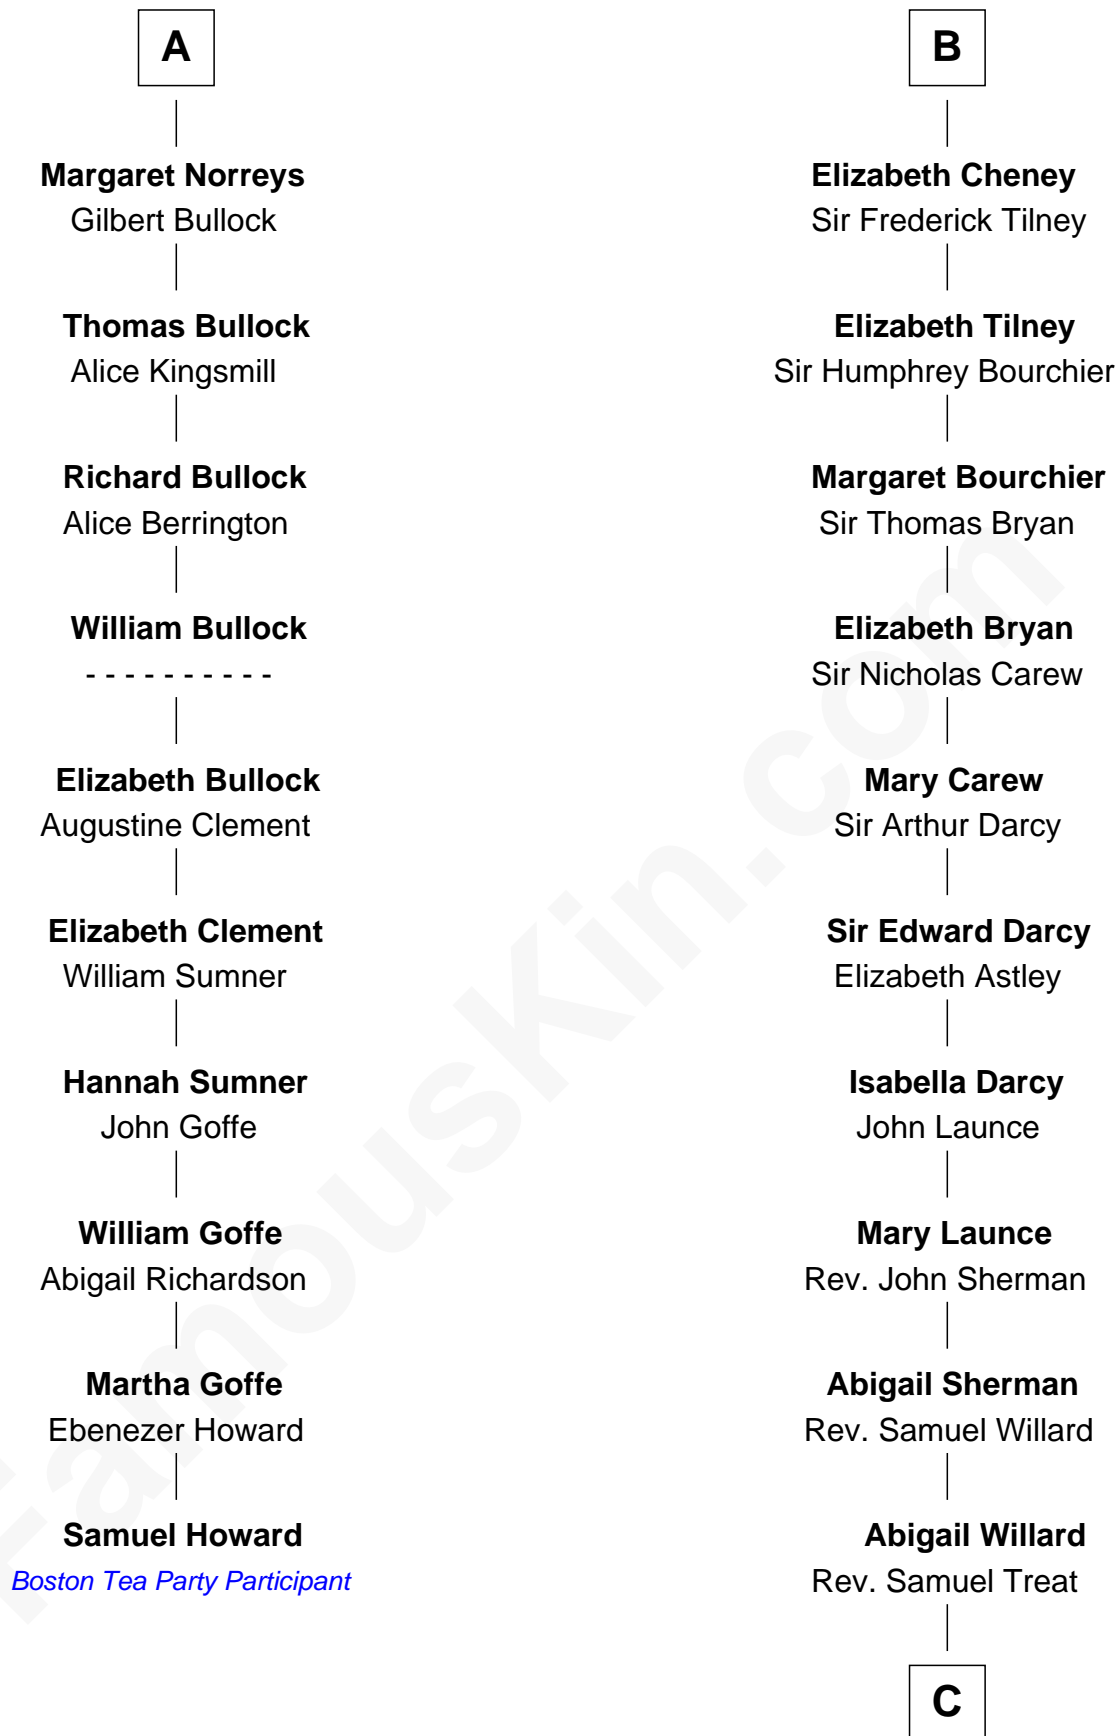 A
Margaret Norreys
Gilbert Bullock
Thomas Bullock
Alice Kingsmill
Richard Bullock
Alice Berrington
William Bullock
- - - - - - - - - -
Elizabeth Bullock
Augustine Clement
Elizabeth Clement
William Sumner
Hannah Sumner
John Goffe
William Goffe
Abigail Richardson
Martha Goffe
Ebenezer Howard
Samuel Howard
Boston Tea Party Participant
B
Elizabeth Cheney
Sir Frederick Tilney
Elizabeth Tilney
Sir Humphrey Bourchier
Margaret Bourchier
Sir Thomas Bryan
Elizabeth Bryan
Sir Nicholas Carew
Mary Carew
Sir Arthur Darcy
Sir Edward Darcy
Elizabeth Astley
Isabella Darcy
John Launce
Mary Launce
Rev. John Sherman
Abigail Sherman
Rev. Samuel Willard
Abigail Willard
Rev. Samuel Treat
C
FamousKin.com